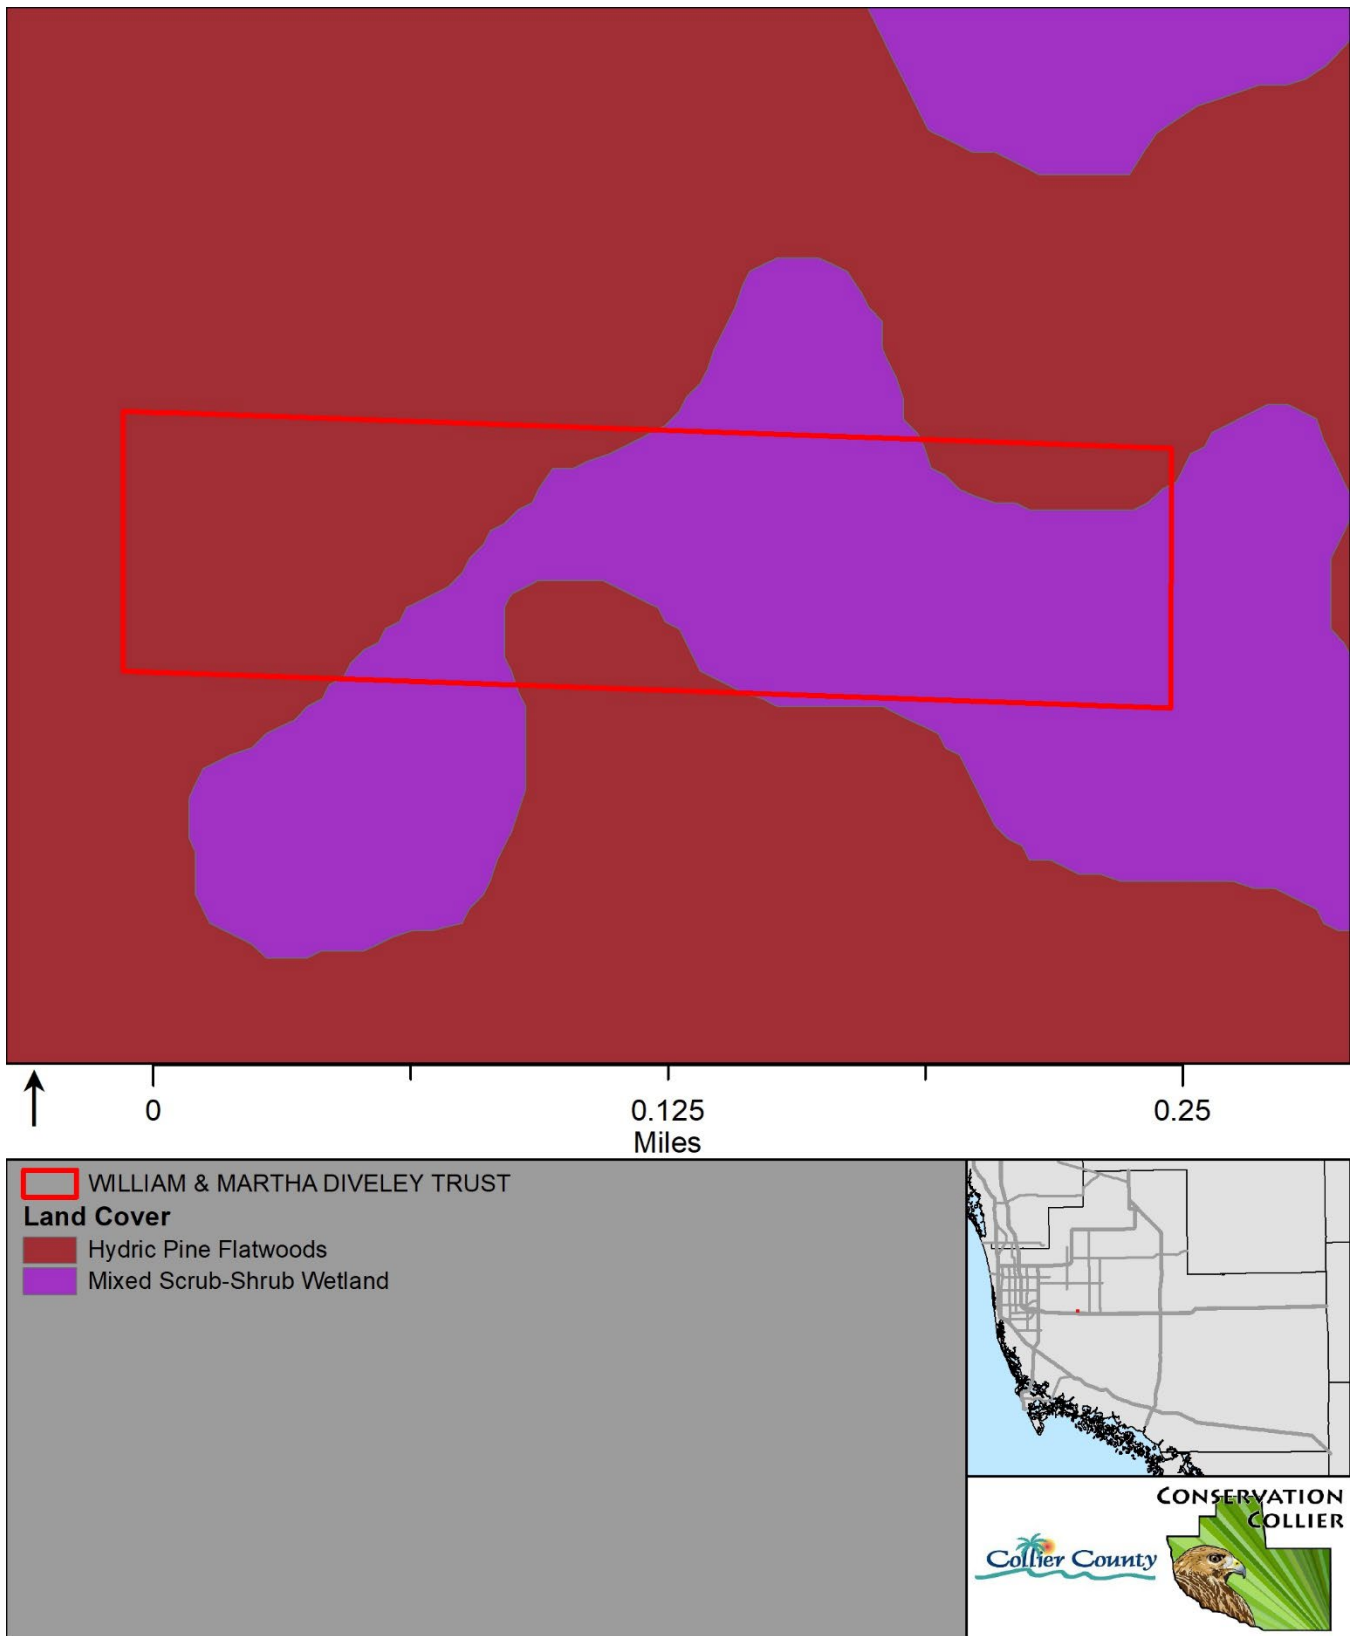 0
0.125
0.25
Miles
WILLIAM & MARTHA DIVELEY TRUST
Land Cover
Hydric Pine Flatwoods
Mixed Scrub-Shrub Wetland
CONSERVATION
COLLIER
Collier County